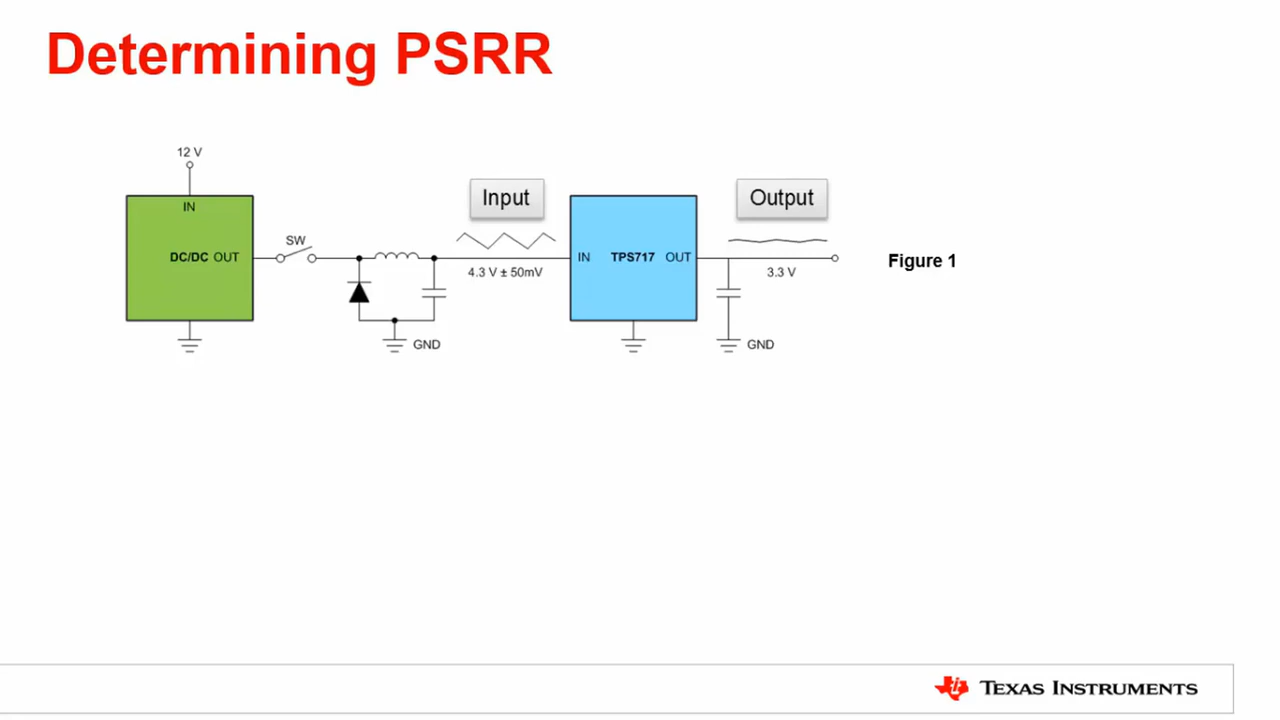 Determining PSRR
12 V
IN
DC/DC OUT
SW
GND
Input
4.3 V ± 50mV
IN TPS717 OUT
Output
3.3 V
GND
Figure 1
TEXAS INSTRUMENTS